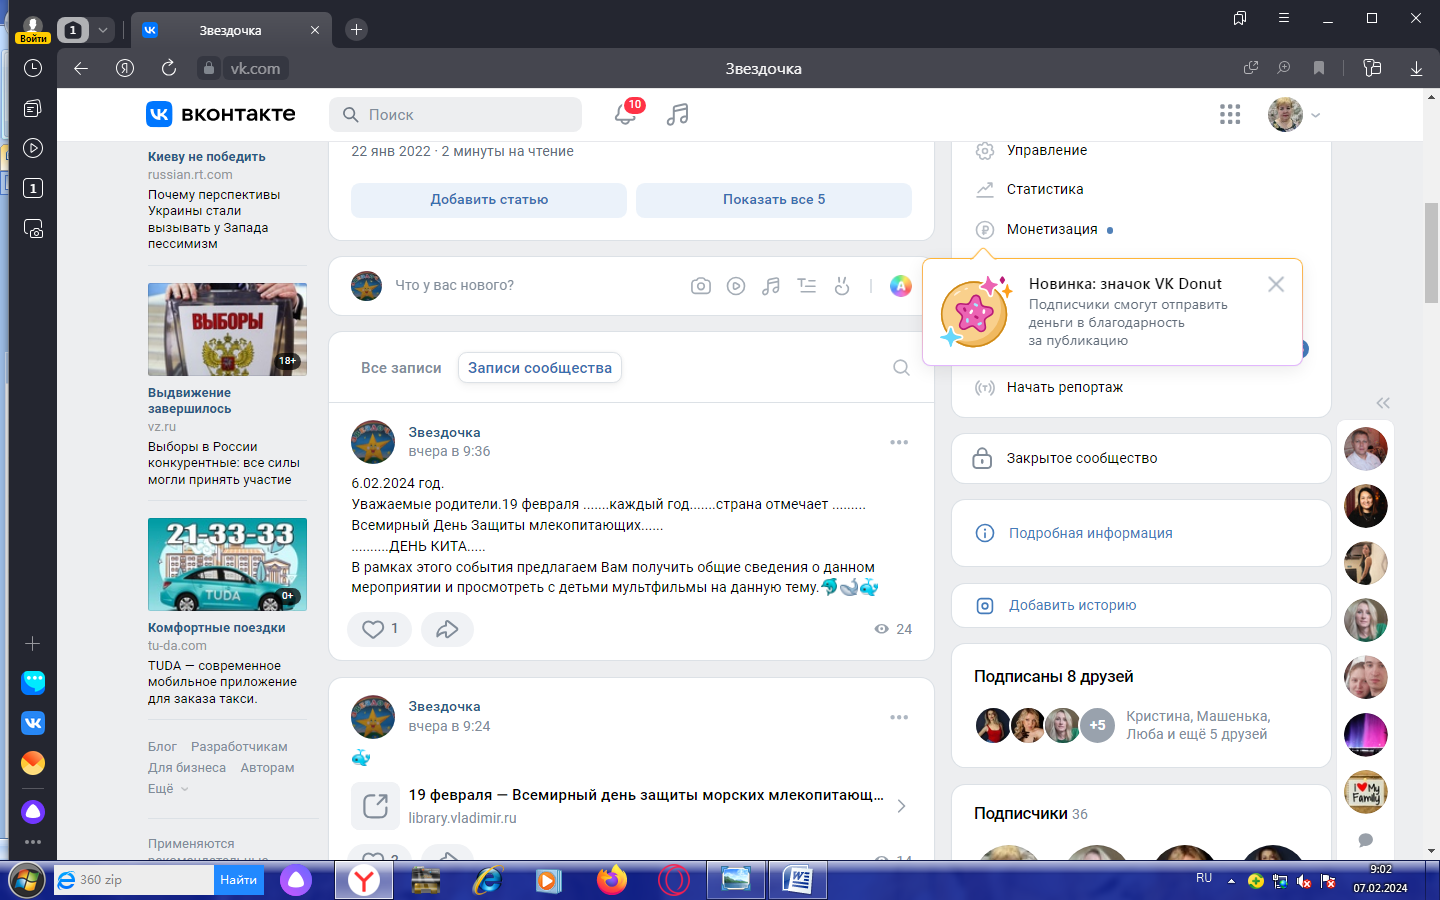 Войти
1
Звездочка
vk.com
Звездочка
1
вконтакте
Поиск
10
Киеву не победить
russian.rt.com
Почему перспективы
Украины стали
вызывать у Запада
пессимизм
ВЫБОРЫ
18+
Выдвижение
завершилось
vz.ru
Выборы в России
конкурентные: все силы
могли принять участие
21-33-33
TUDA
0+
Комфортные поездки
tu-da.com
TUDA — современное
мобильное приложение
для заказа такси.
Блог Разработчикам
Для бизнеса Авторам
Ещё
Применяются
22 янв 2022 · 2 минуты на чтение
Добавить статью
Показать все 5
Что у вас нового?
Все записи
Записи сообщества
Звездочка
вчера в 9:36
6.02.2024 год.
Уважаемые родители.19 февраля .......каждый год.......страна отмечает .........
Всемирный День Защиты млекопитающих......
..........ДЕНЬ КИТА.....
В рамках этого события предлагаем Вам получить общие сведения о данном
мероприятии и просмотреть с детьми мультфильмы на данную тему.🐬🐋🐳
1
24
Звездочка
вчера в 9:24
🐳
19 февраля — Всемирный день защиты морских млекопитающ...
library.vladimir.ru
Управление
Статистика
Монетизация
Новинка: значок VK Donut
Подписчики смогут отправить
деньги в благодарность
за публикацию
Начать репортаж
Закрытое сообщество
Подробная информация
Добавить историю
Подписаны 8 друзей
+5
Кристина, Машенька,
Люба и ещё 5 друзей
Подписчики 36
I ❤ My
Family
360 zip
Найти
RU
9:02
07.02.2024